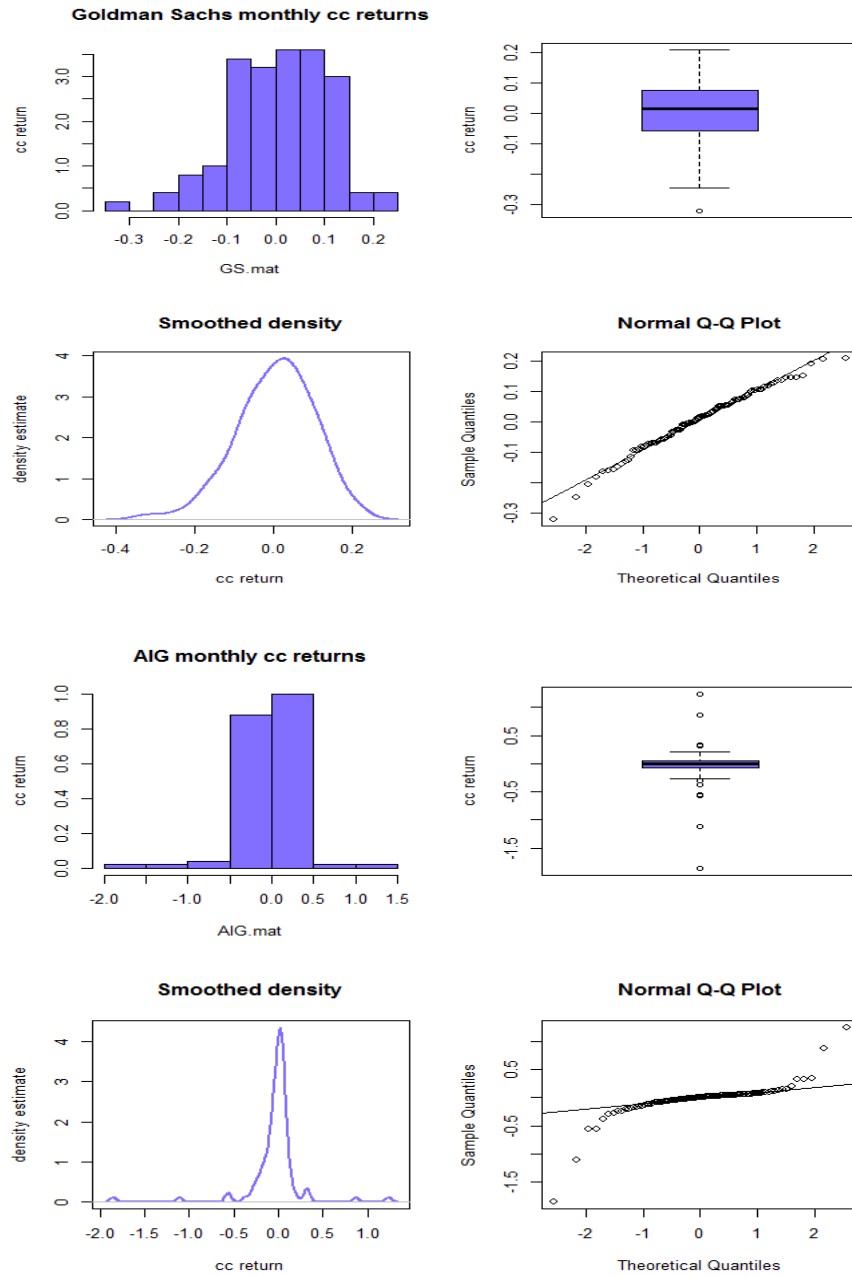 Goldman Sachs monthly cc returns
cc return
0.0 1.0 2.0 3.0
-0.3 -0.2 -0.1 0.0 0.1 0.2
GS.mat
cc return
-0.3 -0.1 0.0 0.1 0.2
Smoothed density
density estimate
0 1 2 3 4
-0.4 -0.2 0.0 0.2
cc return
Normal Q-Q Plot
Sample Quantiles
-0.3 -0.1 0.0 0.1 0.2
-2 -1 0 1 2
Theoretical Quantiles
AIG monthly cc returns
cc return
0.0 0.2 0.4 0.6 0.8 1.0
-2.0 -1.0 0.0 0.5 1.0 1.5
AIG.mat
cc return
-1.5 -0.5 0.5
Smoothed density
density estimate
0 1 2 3 4
-2.0 -1.5 -1.0 -0.5 0.0 0.5 1.0
cc return
Normal Q-Q Plot
Sample Quantiles
-1.5 -0.5 0.5
-2 -1 0 1 2
Theoretical Quantiles